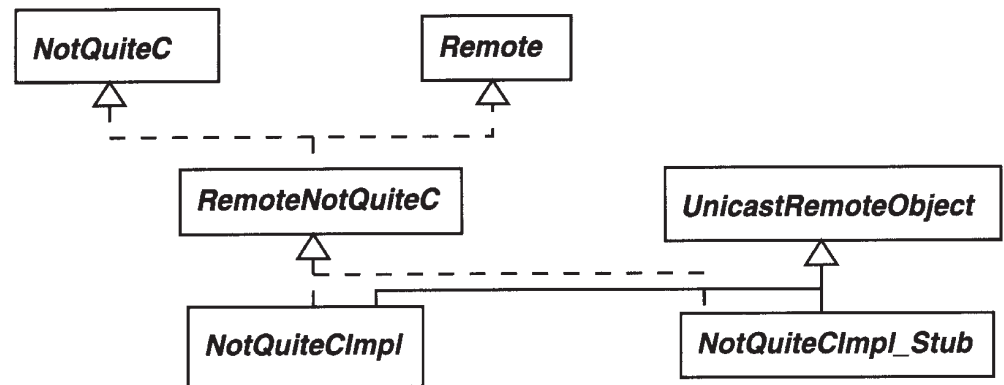 NotQuiteC
Remote
RemoteNotQuiteC
UnicastRemoteObject
NotQuiteCImpl
NotQuiteCImpl_Stub